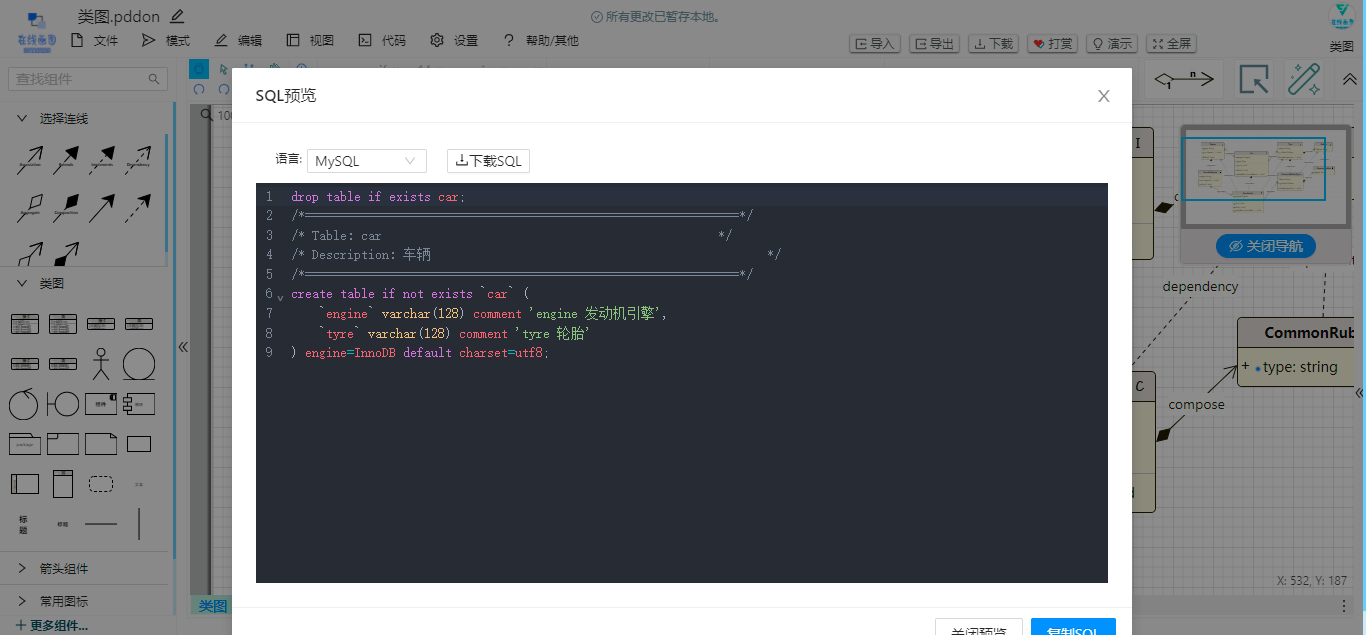 类图.pddon
所有更改已暂存本地。
在线画图
文件
模式
编辑
视图
代码
设置
帮助/其他
导入
导出
下载
打赏
演示
全屏
类图
查找组件
选择连线
类图
箭头组件
常用图标
更多组件...
标题
SQL预览
语言:
MySQL
下载SQL
1 drop table if exists car;
2 /*==============================================================*/
3 /* Table: car */
4 /* Description: 车辆 */
5 /*==============================================================*/
6 create table if not exists `car` (
7 `engine` varchar(128) comment 'engine 发动机引擎',
8 `tyre` varchar(128) comment 'tyre 轮胎'
9 ) engine=InnoDB default charset=utf8;
关闭预览
复制SQL
类图
1
n
I
关闭导航
dependency
CommonRub
+ type: string
C
compose
X: 532, Y: 187